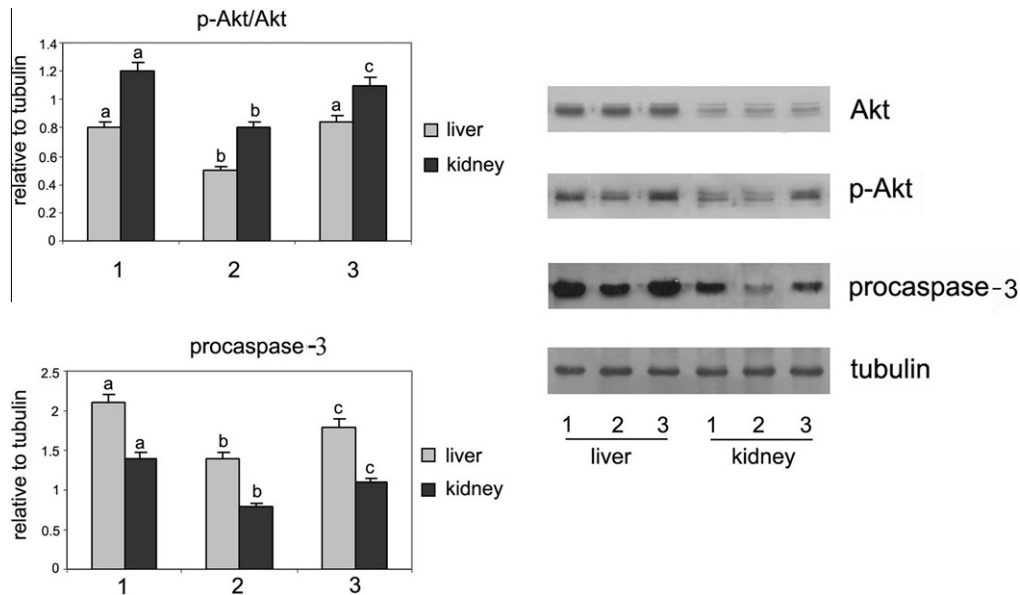 p-Akt/Akt
relative to tubulin
1.4
1.2
1
0.8
0.6
0.4
0.2
0
a
a
b
b
a
c
1 2 3
liver
kidney
procaspase-3
relative to tubulin
2.5
2
1.5
1
0.5
0
a
a
b
b
c
c
1 2 3
liver
kidney
Akt
p-Akt
procaspase-3
tubulin
1 2 3 1 2 3
liver kidney